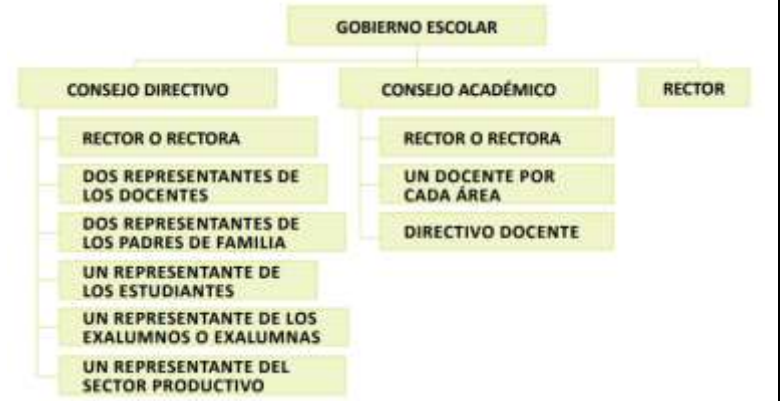 GOBIERNO ESCOLAR
CONSEJO DIRECTIVO
RECTOR O RECTORA
DOS REPRESENTANTES DE
LOS DOCENTES
DOS REPRESENTANTES DE
LOS PADRES DE FAMILIA
UN REPRESENTANTE DE
LOS ESTUDIANTES
UN REPRESENTANTE DE LOS
EXALUMNOS O EXALUMNAS
UN REPRESENTANTE DEL
SECTOR PRODUCTIVO
CONSEJO ACADÉMICO
RECTOR O RECTORA
UN DOCENTE POR
CADA ÁREA
DIRECTIVO DOCENTE
RECTOR